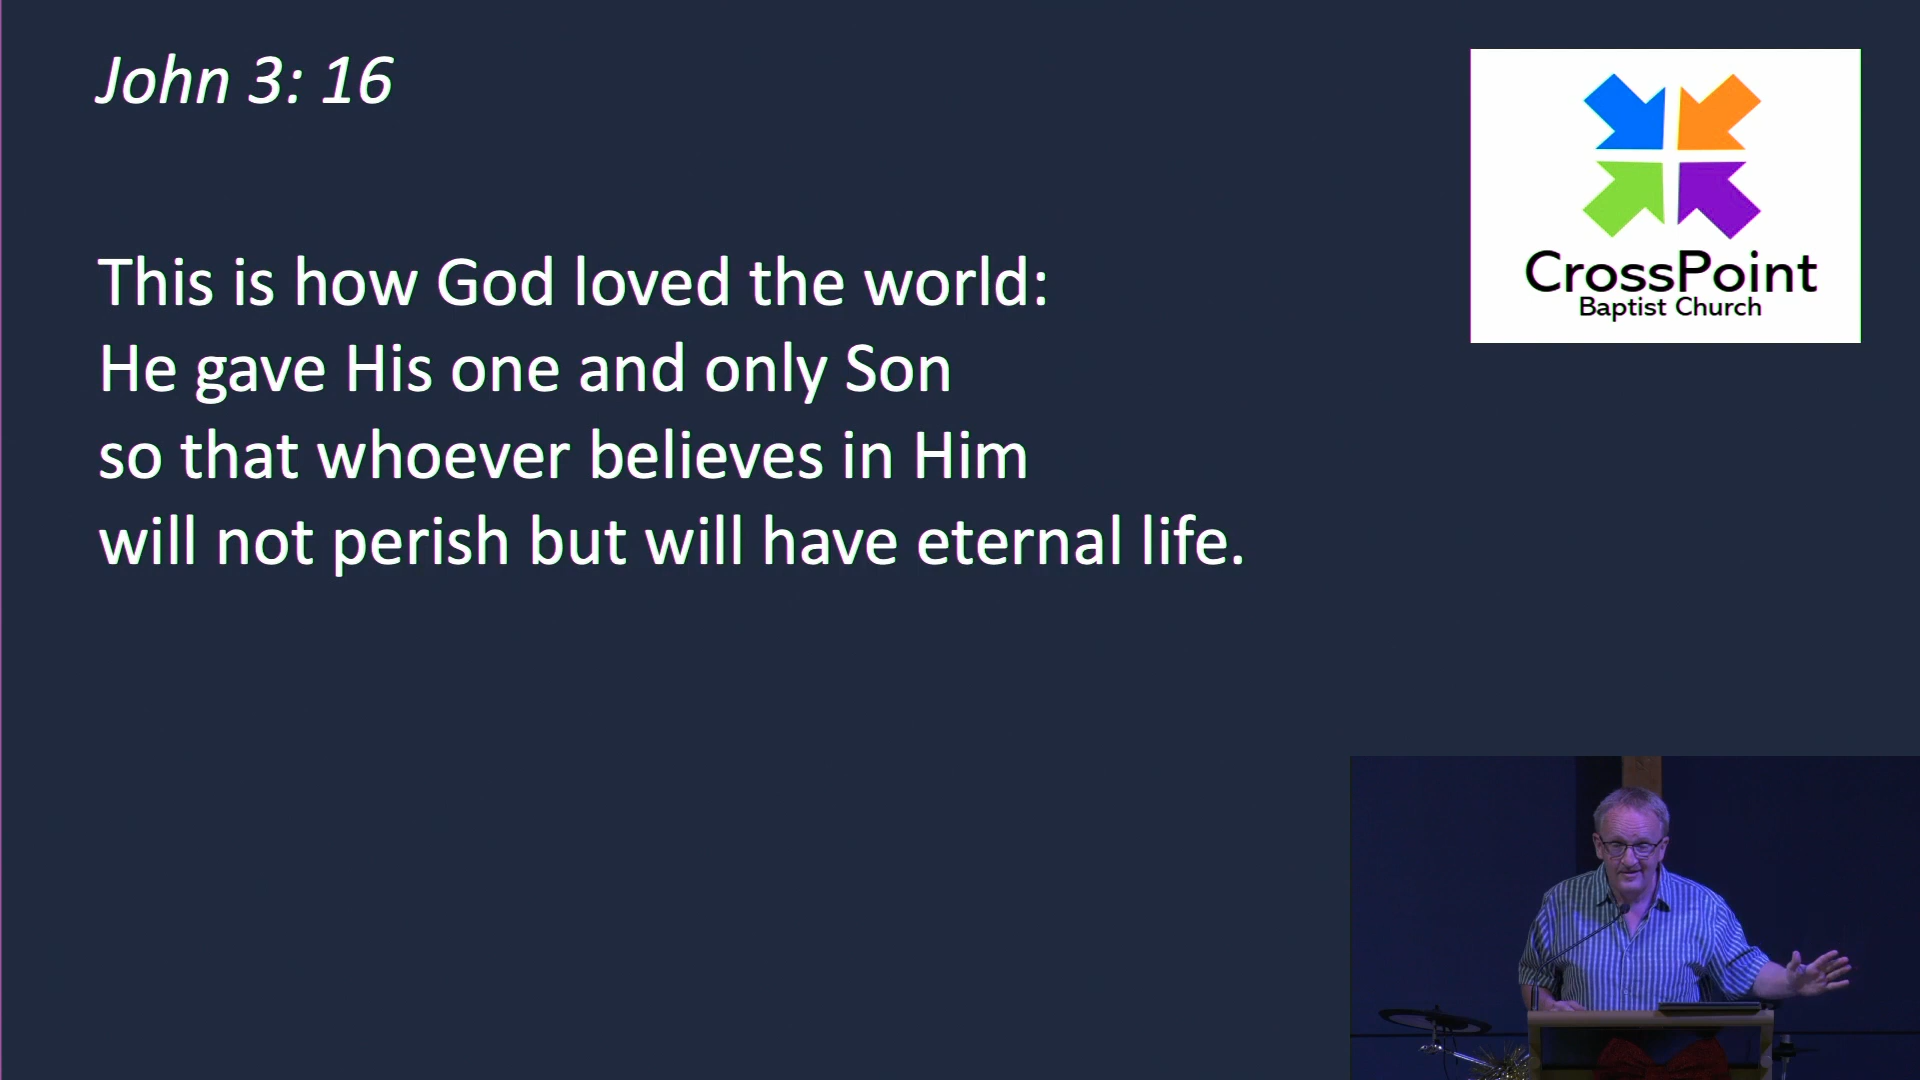 John 3: 16
This is how God loved the world:
He gave His one and only Son
so that whoever believes in Him
will not perish but will have eternal life.
CrossPoint
Baptist Church